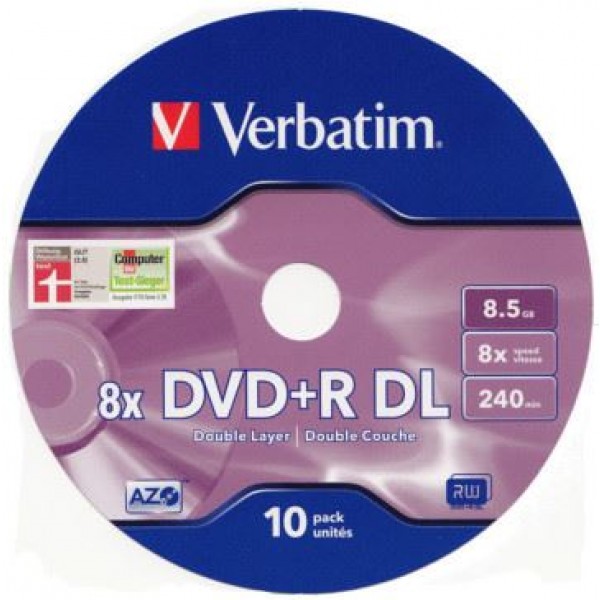 Verbatim
Computer
8.5 GB
8x speed vitesse
240 min
8x DVD+R DL
Double Layer | Double Couche
AZO
RW
10 pack unités